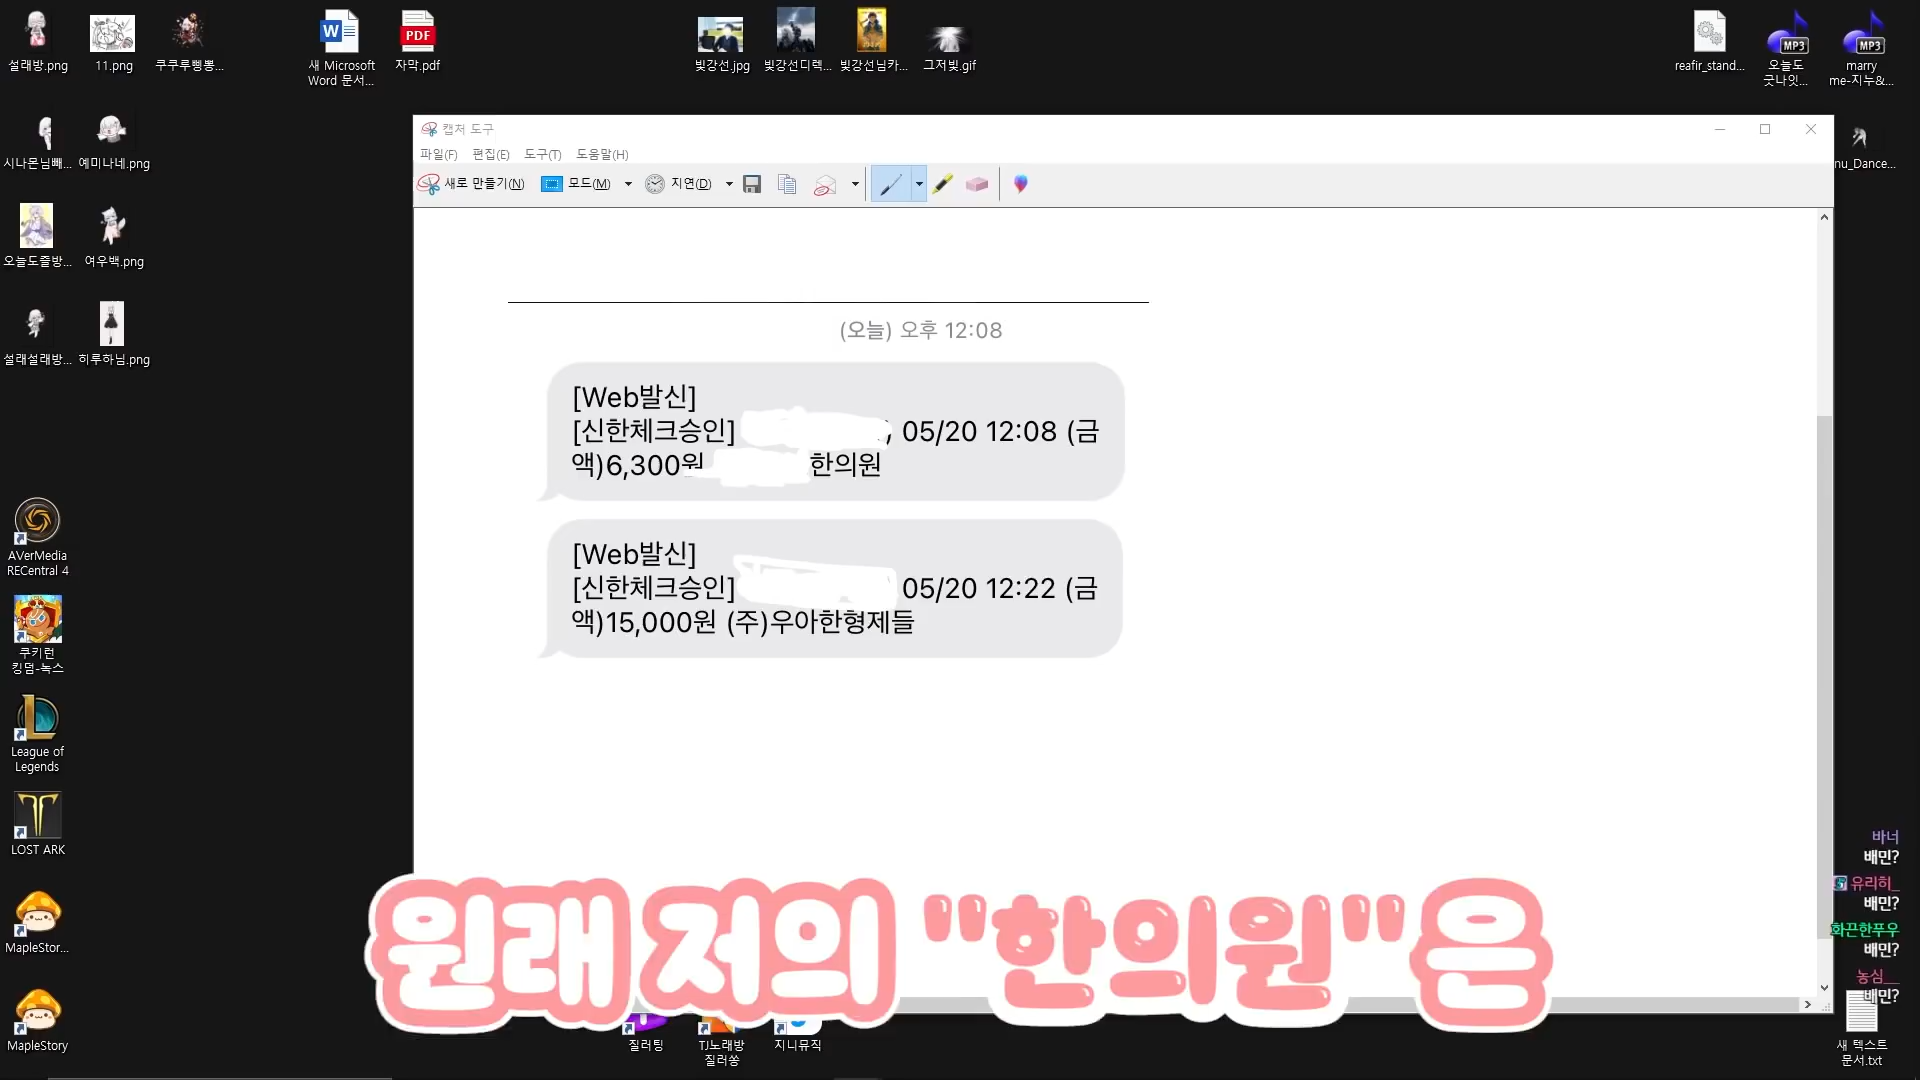 설래방.png
11.png
쿠쿠루삥뽕...
새 Microsoft
Word 문서...
자막.pdf
빛강선.jpg
빛강선디렉...
빛강선님카...
그저빛.gif
reafir_stand...
오늘도
굿나잇...
marry
me-지누&...
시나몬님빼...
예미나네.png
nu_Dance...
오늘도졸방...
여우백.png
설래설래방...
히루하님.png
AVerMedia
RECentral 4
쿠키런
킹덤-녹스
League of
Legends
LOST ARK
MapleStor...
MapleStory
캡처 도구
파일(F) 편집(E) 도구(T) 도움말(H)
새로 만들기(N) 모드(M) 지연(D)
(오늘) 오후 12:08
[Web발신]
[신한체크승인] 05/20 12:08 (금
액)6,300원 한의원
[Web발신]
[신한체크승인] 05/20 12:22 (금
액)15,000원 (주)우아한형제들
바너
배민?
유리히_
배민?
화끈한푸우
배민?
농심__
배민?
원래 저의 "한의원"은
질러팅
TJ노래방
질러쏭
지니뮤직
새 텍스트
문서.txt